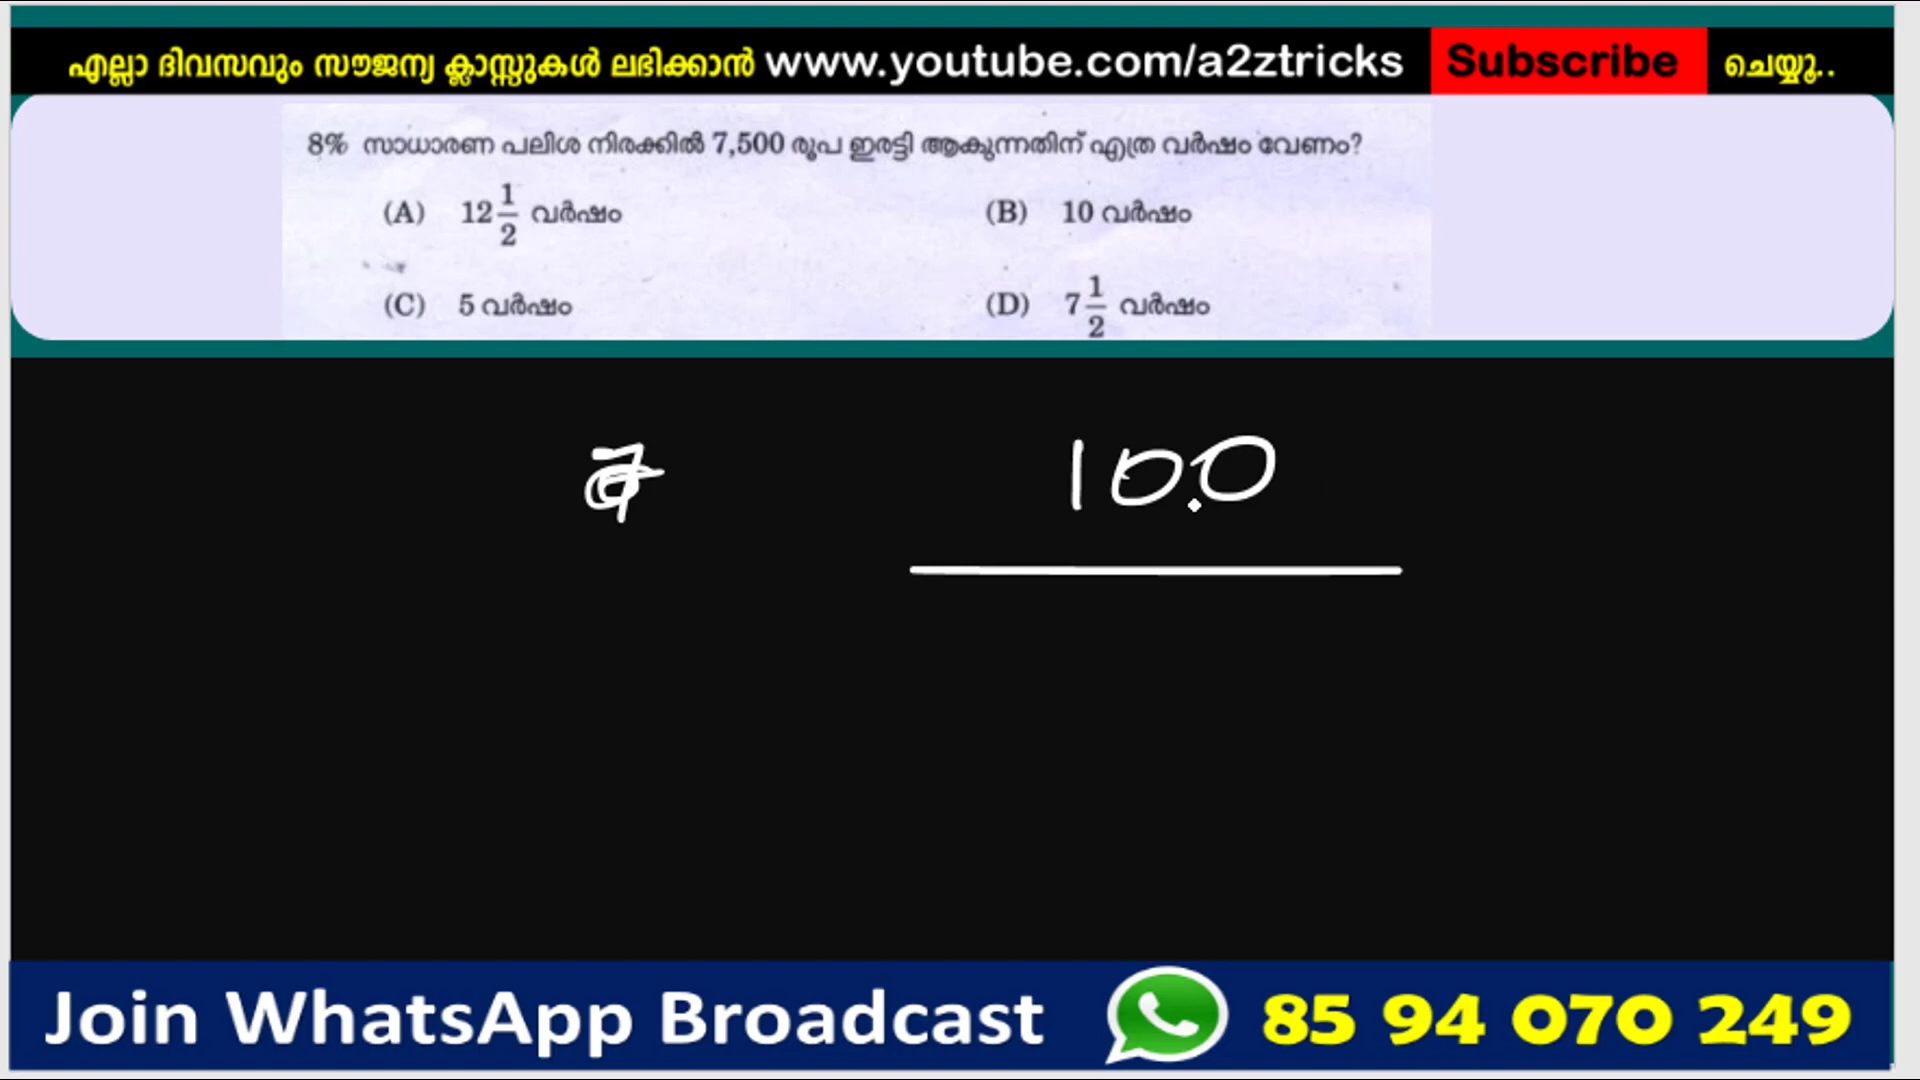 എല്ലാ ദിവസവും സൗജന്യ ക്ലാസ്സുകൾ ലഭിക്കാൻ www.youtube.com/a2ztricks Subscribe ചെയ്യൂ..
8% സാധാരണ പലിശ നിരക്കിൽ 7,500 രൂപ ഇരട്ടി ആകുന്നതിന് എത്ര വർഷം വേണം?
(A) 12 1/2 വർഷം (B) 10 വർഷം
(C) 5 വർഷം (D) 7 1/2 വർഷം
100
Join WhatsApp Broadcast 85 94 070 249